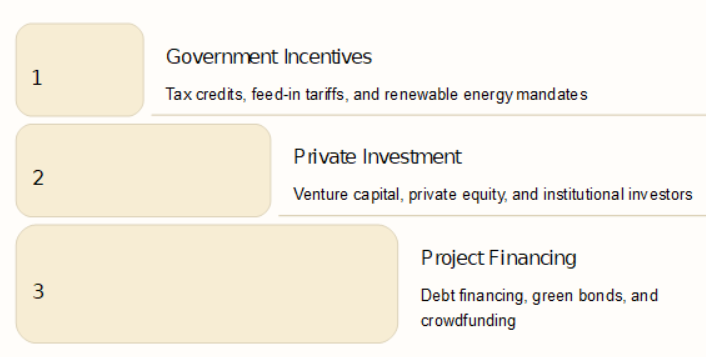 1
Government Incentives
Tax credits, feed-in tariffs, and renewable energy mandates
2
Private Investment
Venture capital, private equity, and institutional investors
3
Project Financing
Debt financing, green bonds, and
crowdfunding